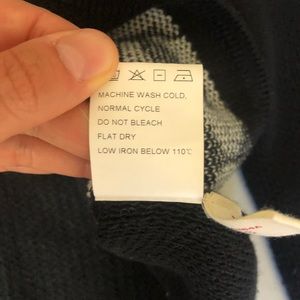 MACHINE WASH COLD,
NORMAL CYCLE
DO NOT BLEACH
FLAT DRY
LOW IRON BELOW 110℃